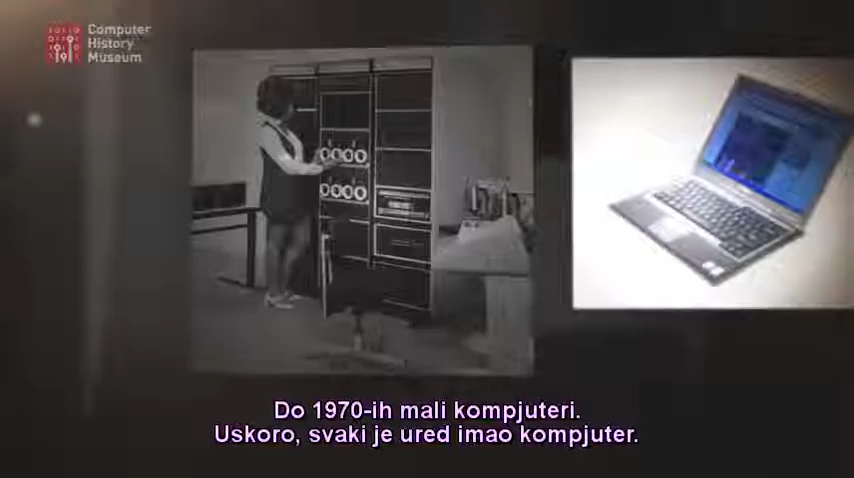 Computer
History
Museum
Do 1970-ih mali kompjuteri.
Uskoro, svaki je ured imao kompjuter.